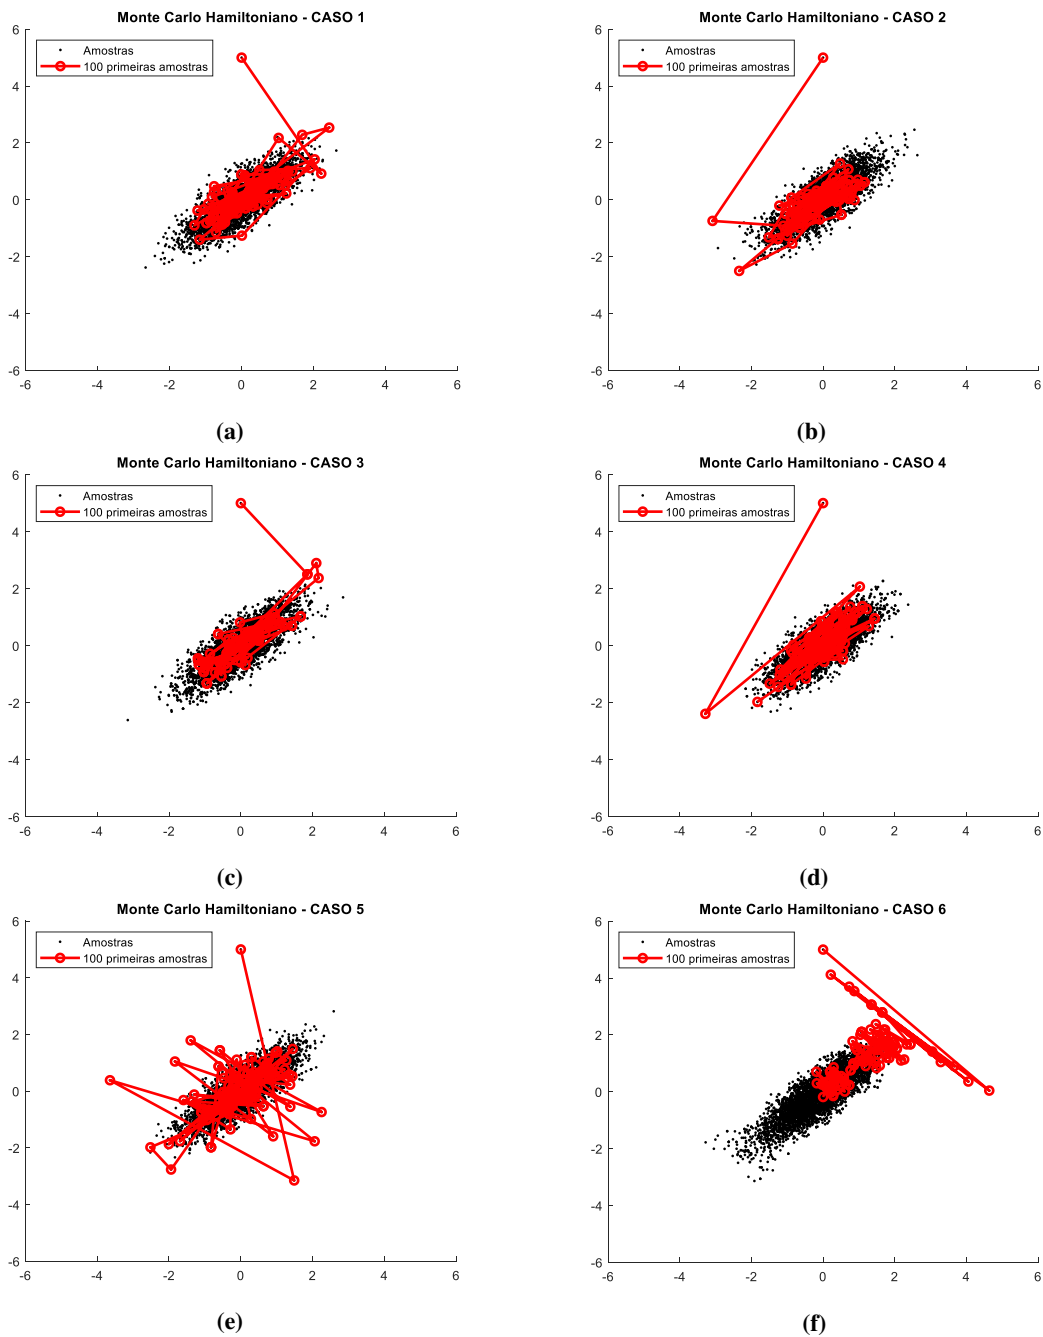 Monte Carlo Hamiltoniano - CASO 1
6
4
2
0
-2
-4
-6
Amostras
100 primeiras amostras
-6 -4 -2 0 2 4 6
(a)
Monte Carlo Hamiltoniano - CASO 2
6
4
2
0
-2
-4
-6
Amostras
100 primeiras amostras
-6 -4 -2 0 2 4 6
(b)
Monte Carlo Hamiltoniano - CASO 3
6
4
2
0
-2
-4
-6
Amostras
100 primeiras amostras
-6 -4 -2 0 2 4 6
(c)
Monte Carlo Hamiltoniano - CASO 4
6
4
2
0
-2
-4
-6
Amostras
100 primeiras amostras
-6 -4 -2 0 2 4 6
(d)
Monte Carlo Hamiltoniano - CASO 5
6
4
2
0
-2
-4
-6
Amostras
100 primeiras amostras
-6 -4 -2 0 2 4 6
(e)
Monte Carlo Hamiltoniano - CASO 6
6
4
2
0
-2
-4
-6
Amostras
100 primeiras amostras
-6 -4 -2 0 2 4 6
(f)